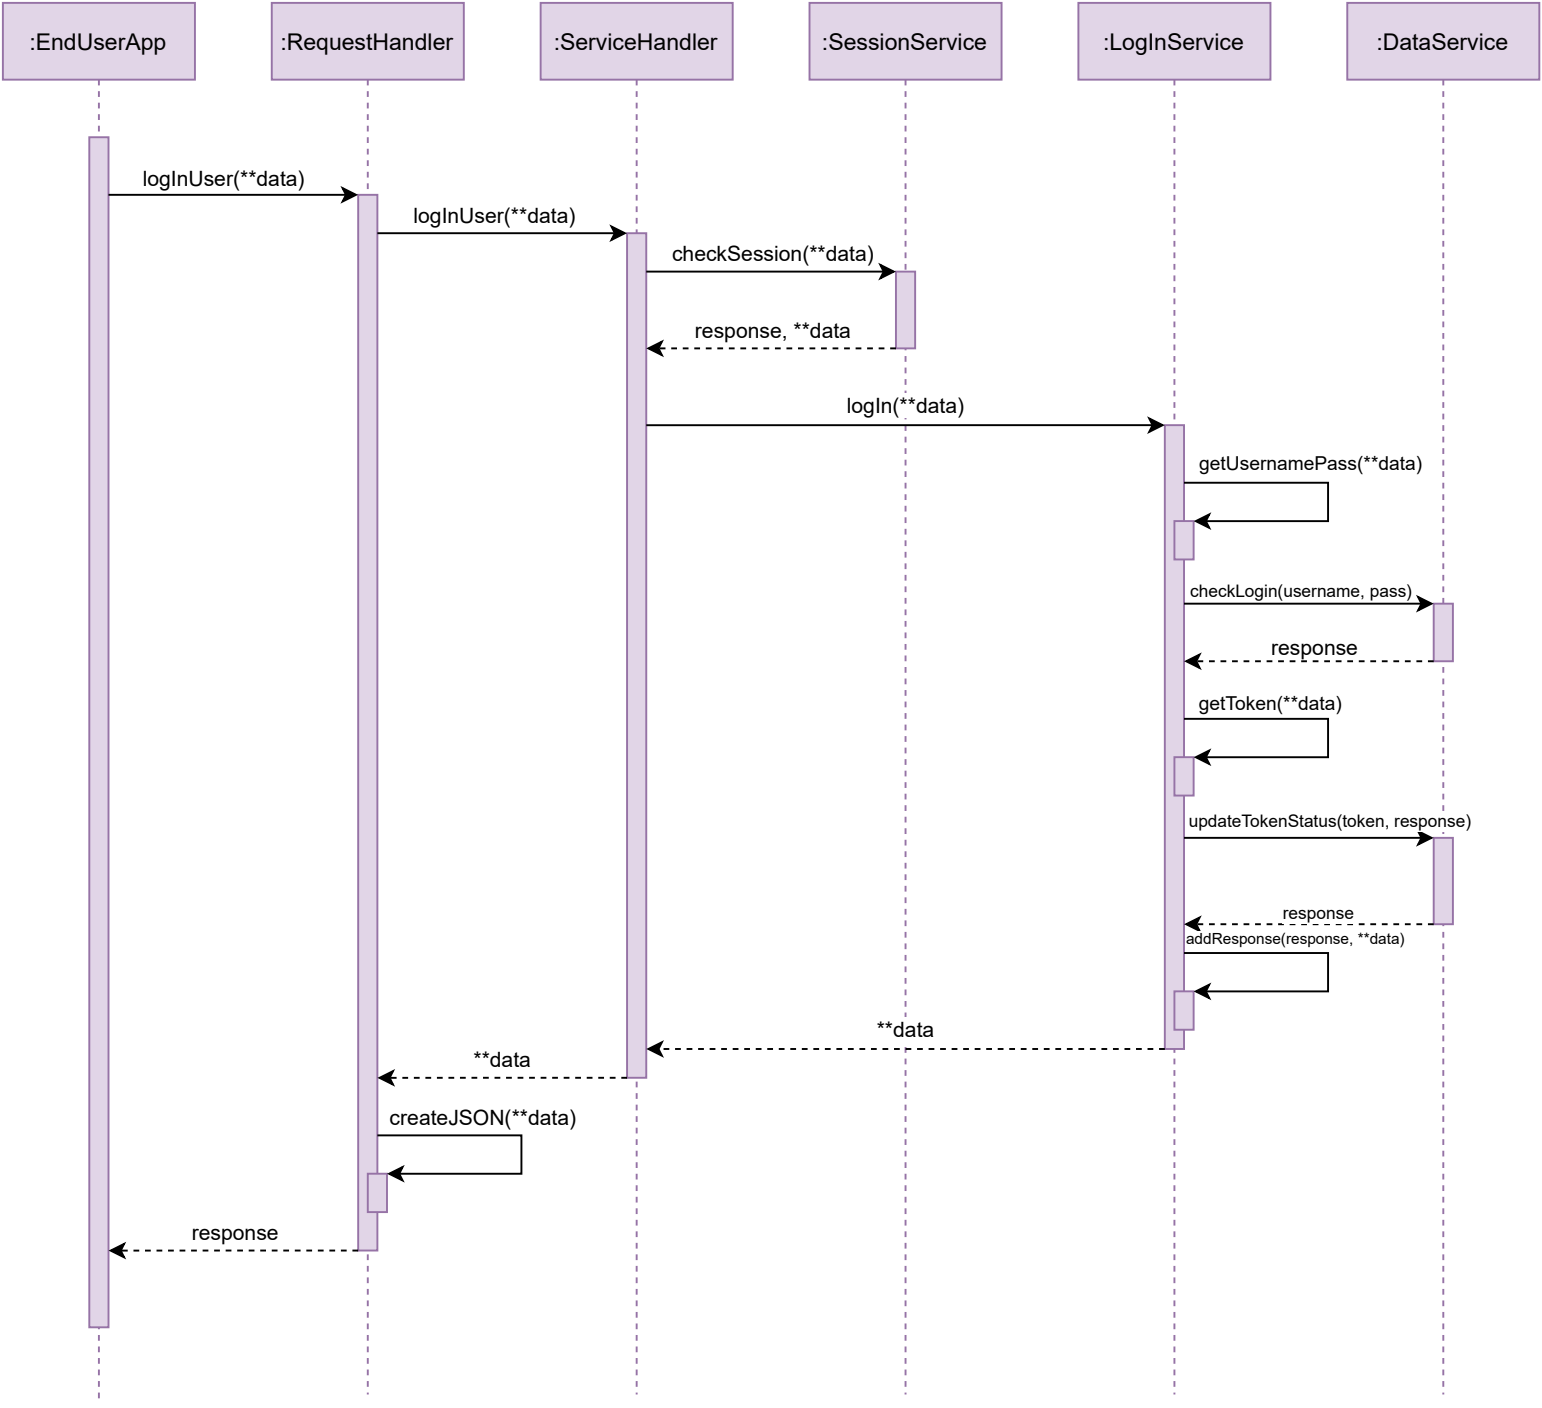 :EndUserApp
:RequestHandler
:ServiceHandler
:SessionService
:LogInService
:DataService
logInUser(**data)
logInUser(**data)
checkSession(**data)
response, **data
logIn(**data)
getUsernamePass(**data)
checkLogin(username, pass)
response
getToken(**data)
updateTokenStatus(token, response)
response
addResponse(response, **data)
**data
**data
createJSON(**data)
response